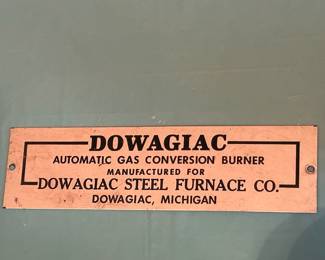 DOWAGIAC
AUTOMATIC GAS CONVERSION BURNER
MANUFACTURED FOR
DOWAGIAC STEEL FURNACE CO.
DOWAGIAC, MICHIGAN